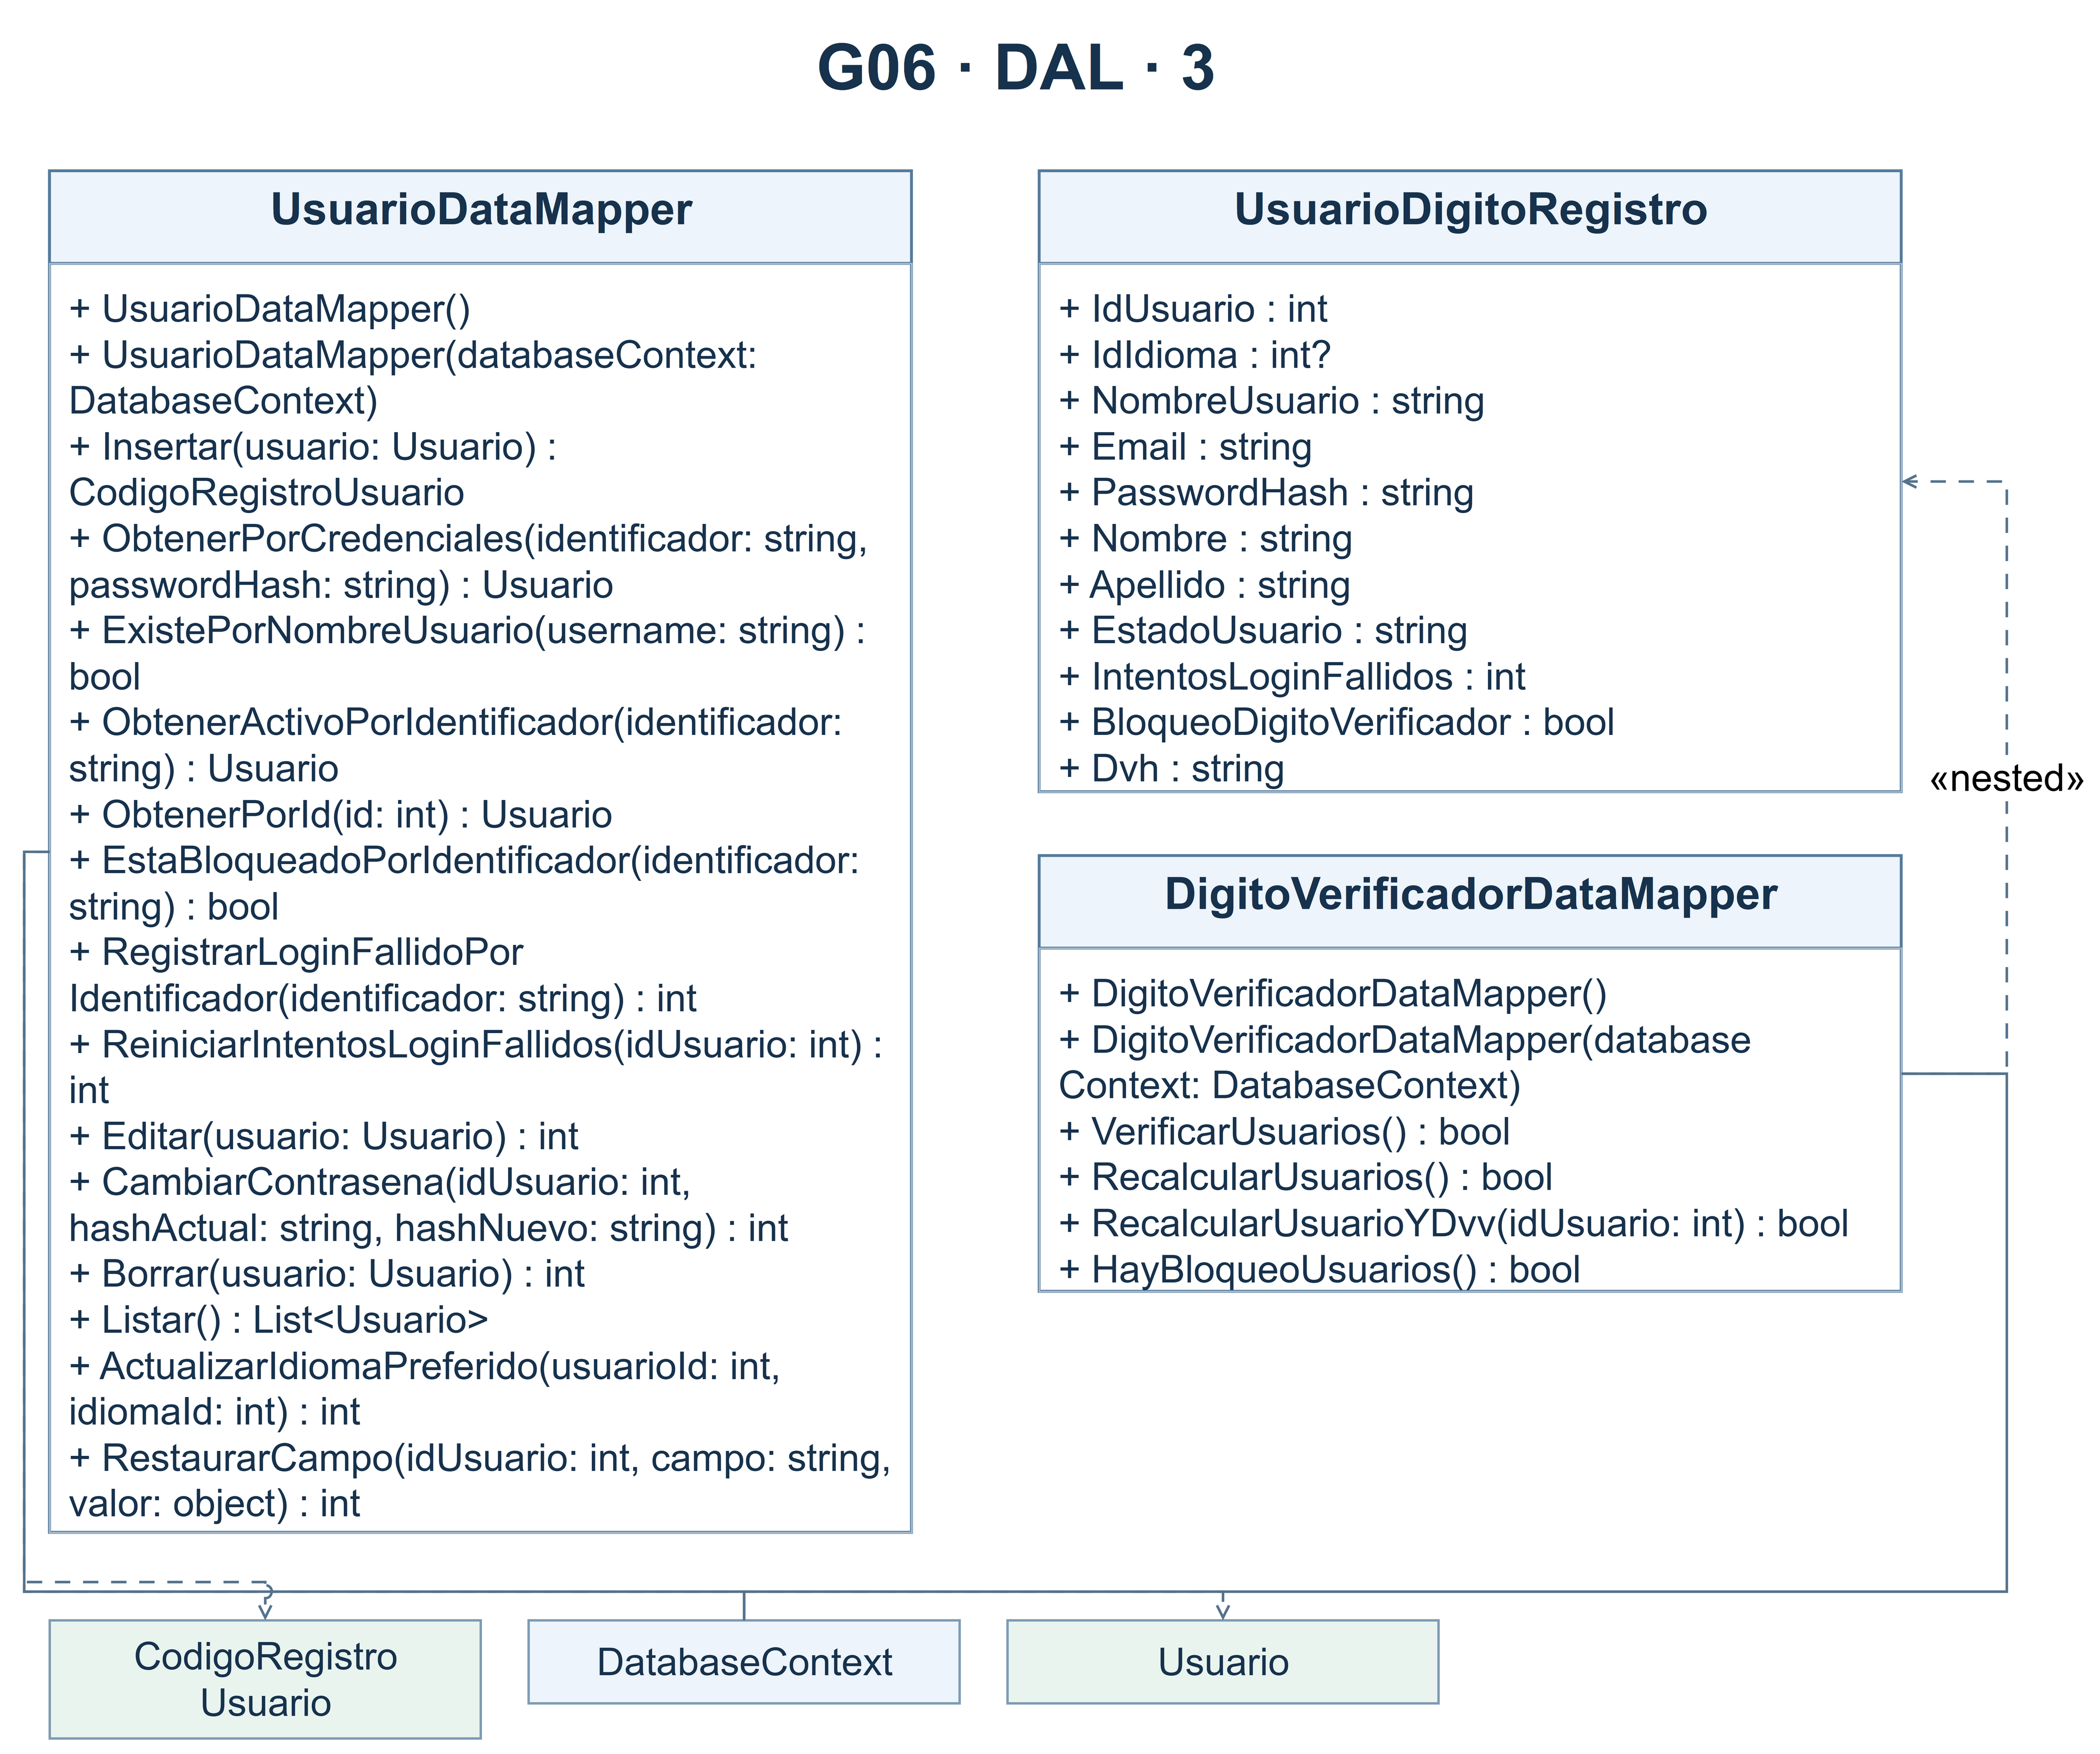 G06 · DAL · 3
UsuarioDataMapper
+ UsuarioDataMapper()
+ UsuarioDataMapper(databaseContext:
DatabaseContext)
+ Insertar(usuario: Usuario) :
CodigoRegistroUsuario
+ ObtenerPorCredenciales(identificador: string,
passwordHash: string) : Usuario
+ ExistePorNombreUsuario(username: string) :
bool
+ ObtenerActivoPorIdentificador(identificador:
string) : Usuario
+ ObtenerPorId(id: int) : Usuario
+ EstaBloqueadoPorIdentificador(identificador:
string) : bool
+ RegistrarLoginFallidoPor
Identificador(identificador: string) : int
+ ReiniciarIntentosLoginFallidos(idUsuario: int) :
int
+ Editar(usuario: Usuario) : int
+ CambiarContrasena(idUsuario: int,
hashActual: string, hashNuevo: string) : int
+ Borrar(usuario: Usuario) : int
+ Listar() : List<Usuario>
+ ActualizarIdiomaPreferido(usuarioId: int,
idiomaId: int) : int
+ RestaurarCampo(idUsuario: int, campo: string,
valor: object) : int
UsuarioDigitoRegistro
+ IdUsuario : int
+ IdIdioma : int?
+ NombreUsuario : string
+ Email : string
+ PasswordHash : string
+ Nombre : string
+ Apellido : string
+ EstadoUsuario : string
+ IntentosLoginFallidos : int
+ BloqueoDigitoVerificador : bool
+ Dvh : string
«nested»
DigitoVerificadorDataMapper
+ DigitoVerificadorDataMapper()
+ DigitoVerificadorDataMapper(database
Context: DatabaseContext)
+ VerificarUsuarios() : bool
+ RecalcularUsuarios() : bool
+ RecalcularUsuarioYDvv(idUsuario: int) : bool
+ HayBloqueoUsuarios() : bool
CodigoRegistro
Usuario
DatabaseContext
Usuario